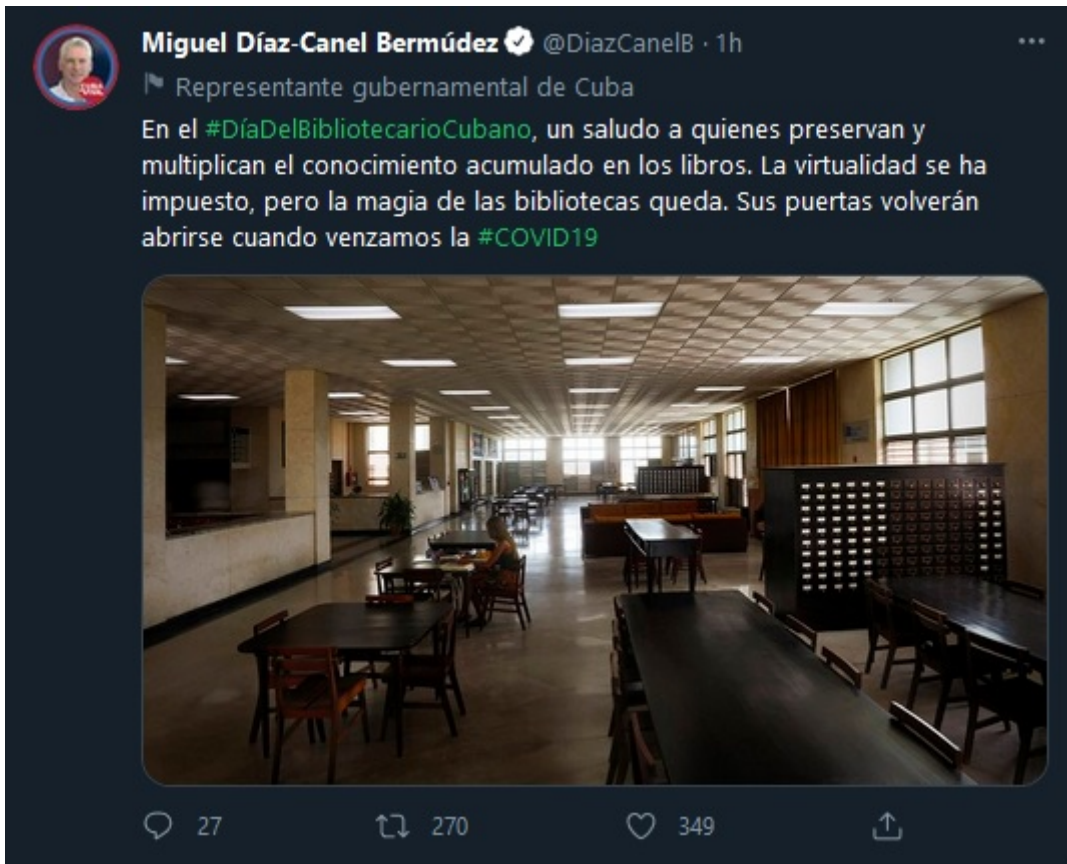 Miguel Díaz-Canel Bermúdez @DiazCanelB · 1h
Representante gubernamental de Cuba
En el #DíaDelBibliotecarioCubano, un saludo a quienes preservan y
multiplican el conocimiento acumulado en los libros. La virtualidad se ha
impuesto, pero la magia de las bibliotecas queda. Sus puertas volverán
abrirse cuando venzamos la #COVID19
27 270 349